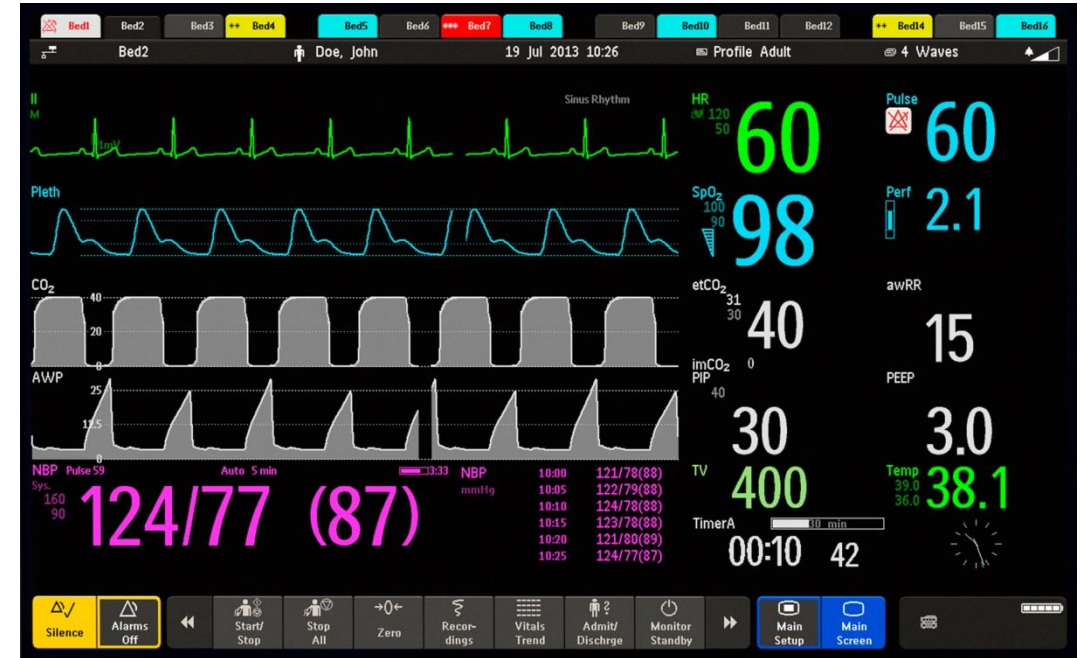 Bed1 Bed2 Bed3 ** Bed4 Bed5 Bed6 *** Bed7 Bed8 Bed9 Bed10 Bed11 Bed12 ** Bed14 Bed15 Bed16
Bed2 Doe, John 19 Jul 2013 10:26 Profile Adult 4 Waves
II
M
1mV
Sinus Rhythm
HR
120
50
60
Pulse
60
Pleth
SpO₂
100
90
98
Perf
2.1
CO₂
40
20
0
etCO₂
31
30
40
imCO₂ 0
awRR
15
AWP
25
12.5
0
PIP
40
30
PEEP
3.0
NBP Pulse 59 Auto 5 min 3:33
Sys.
160
90
124/77 (87)
NBP 10:00 121/78(88)
mmHg 10:05 122/79(88)
10:10 124/78(88)
10:15 123/78(88)
10:20 121/80(89)
10:25 124/77(87)
TV
400
Temp
39.0
36.0
38.1
TimerA 30 min
00:10 42
Silence
Alarms
Off
Start/
Stop
Stop
All
→0←
Zero
Recor-
dings
Vitals
Trend
Admit/
Dischrge
Monitor
Standby
Main
Setup
Main
Screen